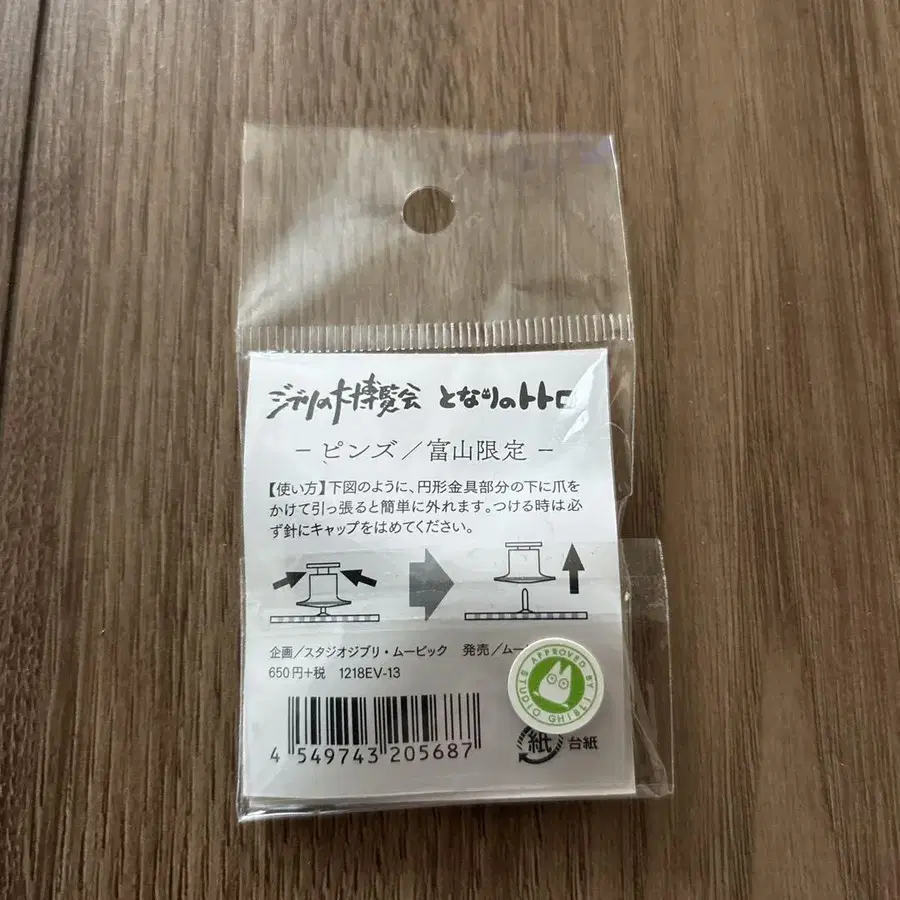 ジブリの大博覧会 となりのトトロ
− ピンズ／富山限定 −
【使い方】下図のように、円形金具部分の下に爪を
かけて引っ張ると簡単に外れます。つける時は必
ず針にキャップをはめてください。
企画／スタジオジブリ・ムービック 発売／ムー
650円+税 1218EV-13
APPROVED BY STUDIO GHIBLI
4 549743 205687
紙 台紙